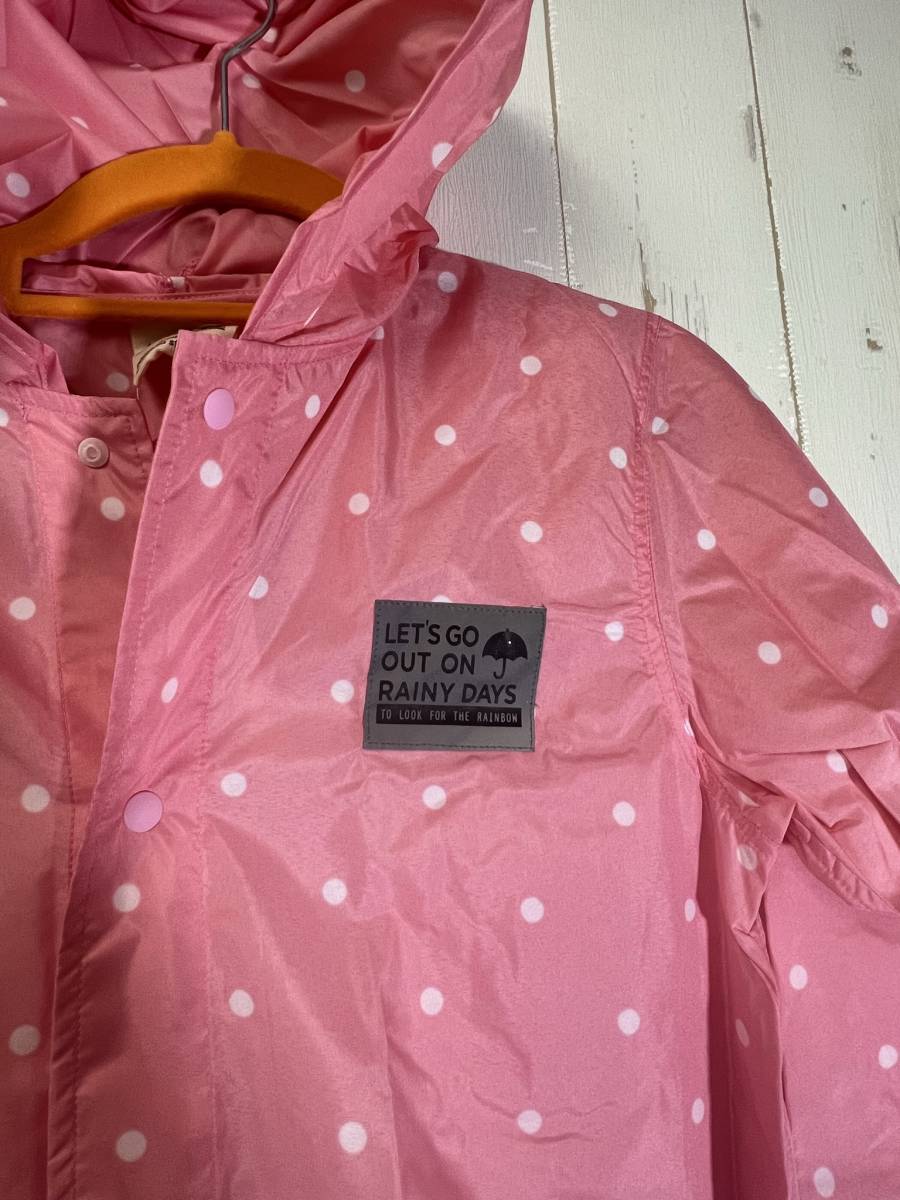 LET'S GO
OUT ON
RAINY DAYS
TO LOOK FOR THE RAINBOW